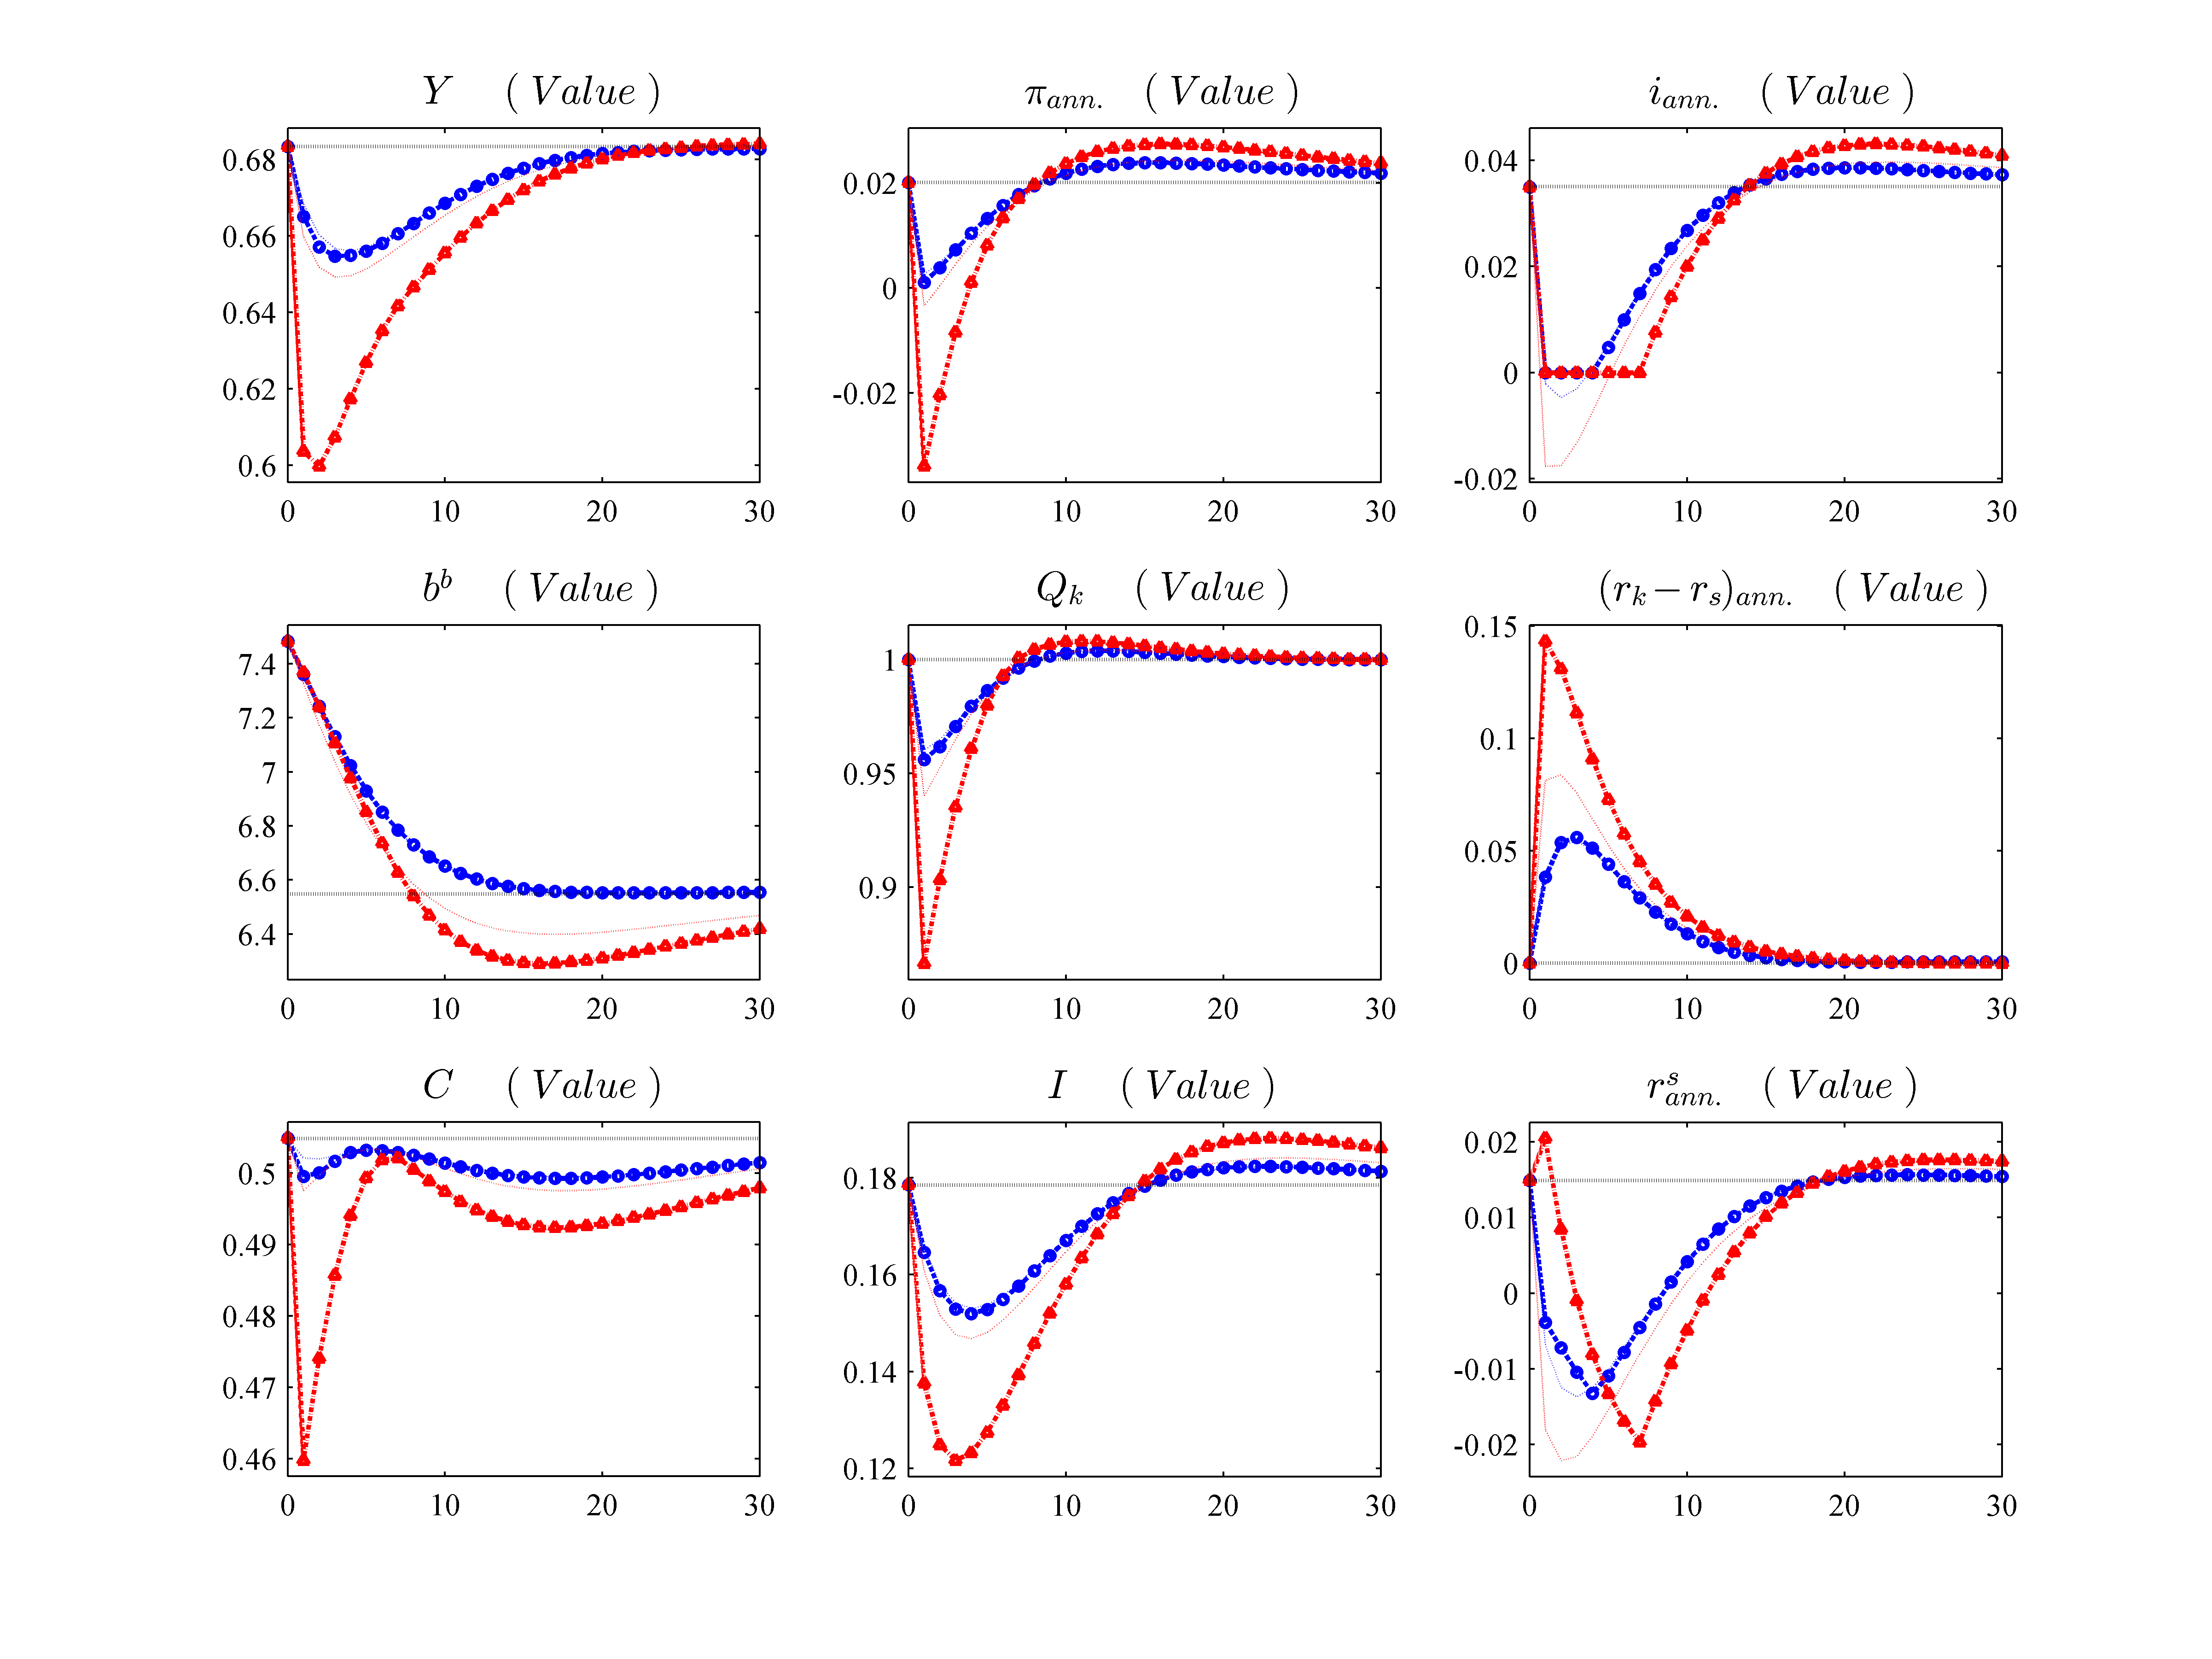 Y ( Value )
0.68
0.66
0.64
0.62
0.6
0 10 20 30
π_ann. ( Value )
0.02
0
-0.02
0 10 20 30
i_ann. ( Value )
0.04
0.02
0
-0.02
0 10 20 30
b^b ( Value )
7.4
7.2
7
6.8
6.6
6.4
0 10 20 30
Q_k ( Value )
1
0.95
0.9
0 10 20 30
(r_k − r_s)_ann. ( Value )
0.15
0.1
0.05
0
0 10 20 30
C ( Value )
0.5
0.49
0.48
0.47
0.46
0 10 20 30
I ( Value )
0.18
0.16
0.14
0.12
0 10 20 30
r^s_ann. ( Value )
0.02
0.01
0
-0.01
-0.02
0 10 20 30